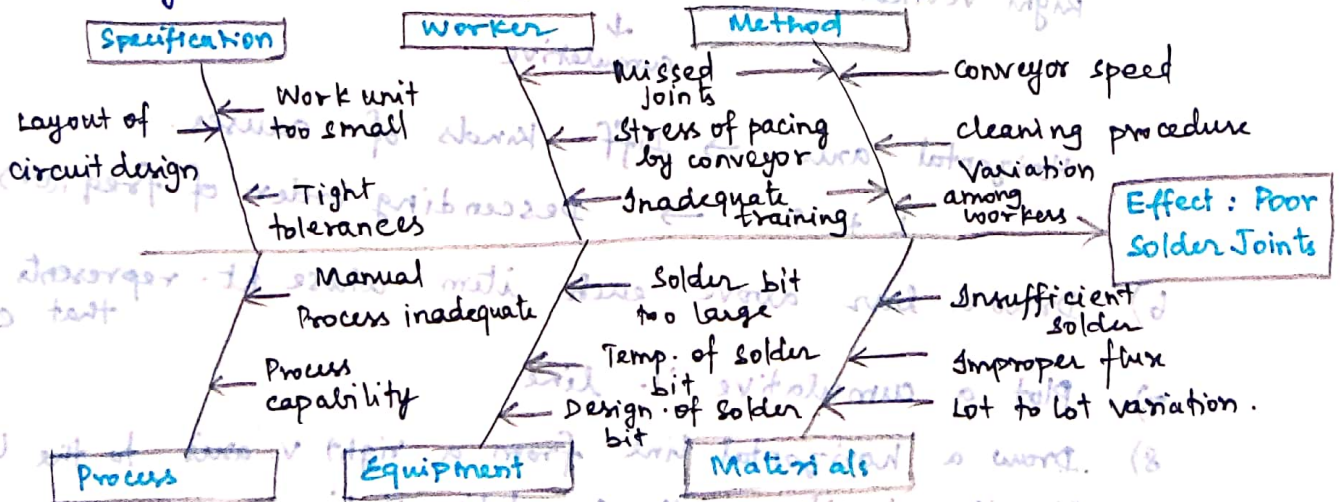 Specification
Worker
Method
Layout of
circuit design
Work unit
too small
Tight
tolerances
Missed
joints
Stress of pacing
by conveyor
Inadequate
training
conveyor speed
cleaning procedure
Variation
among
workers
Effect : Poor
Solder Joints
Manual
Process inadequate
Process
capability
Solder bit
too large
Temp. of solder
bit
Design. of solder
bit
Insufficient
solder
Improper flux
Lot to lot variation.
Process
Equipment
Materials
8)